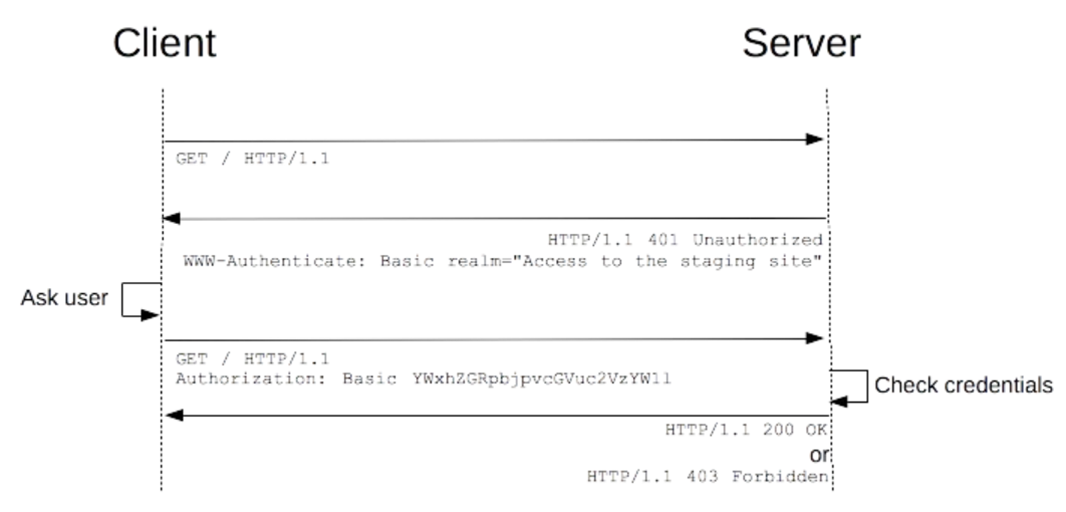 Client
Server
GET / HTTP/1.1
HTTP/1.1 401 Unauthorized
WWW-Authenticate: Basic realm="Access to the staging site"
Ask user
GET / HTTP/1.1
Authorization: Basic YWxhZGRpbjpvcGVuc2VzYW1l
Check credentials
HTTP/1.1 200 OK
or
HTTP/1.1 403 Forbidden